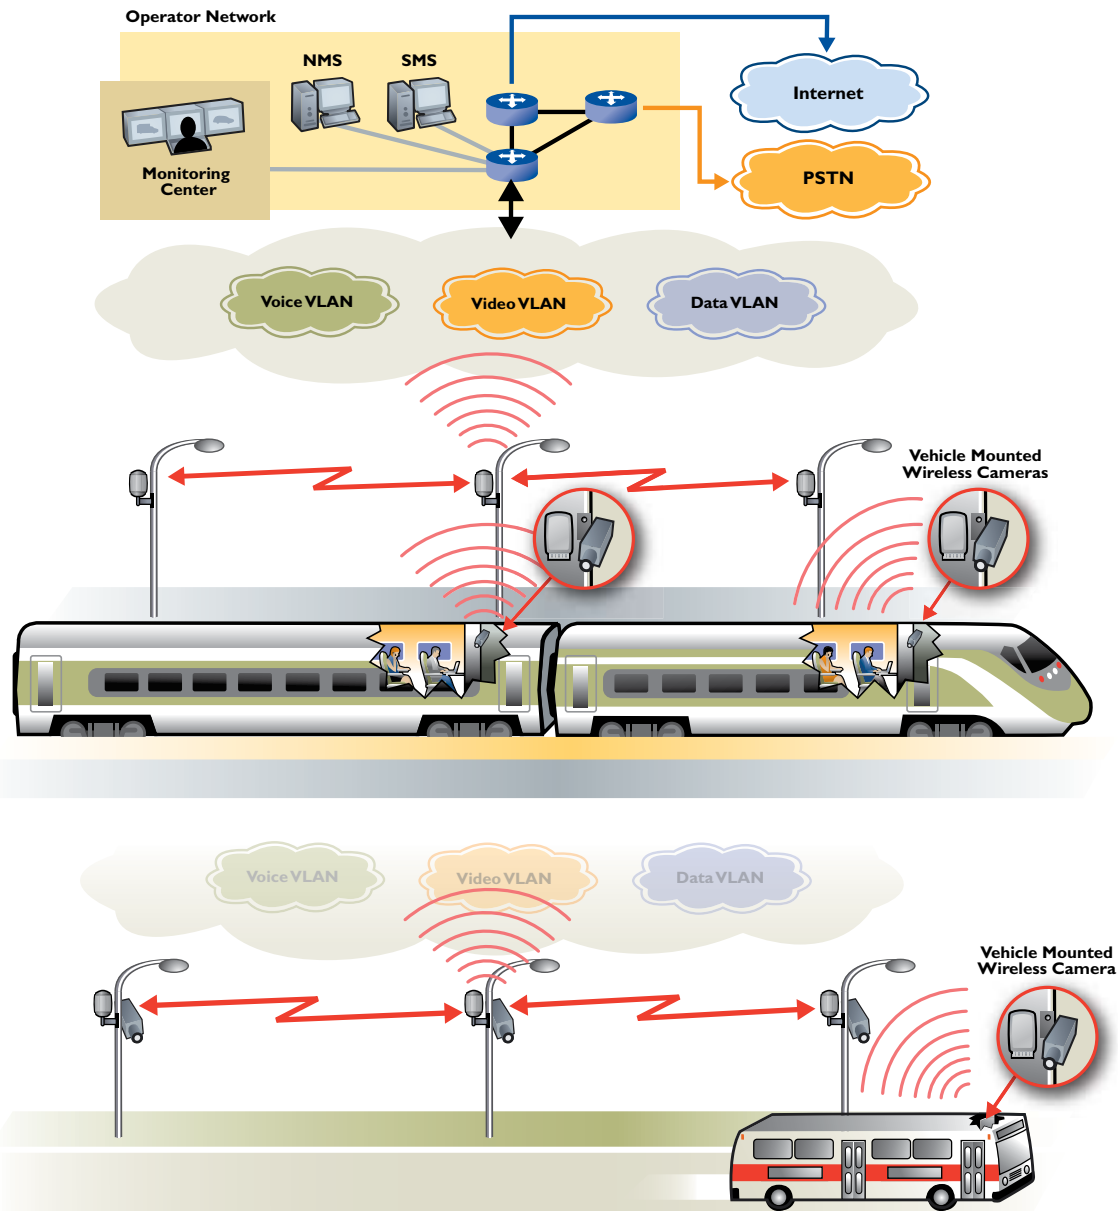 Operator Network
NMS
SMS
Internet
Monitoring
Center
PSTN
Voice VLAN
Video VLAN
Data VLAN
Vehicle Mounted
Wireless Cameras
Voice VLAN
Video VLAN
Data VLAN
Vehicle Mounted
Wireless Camera